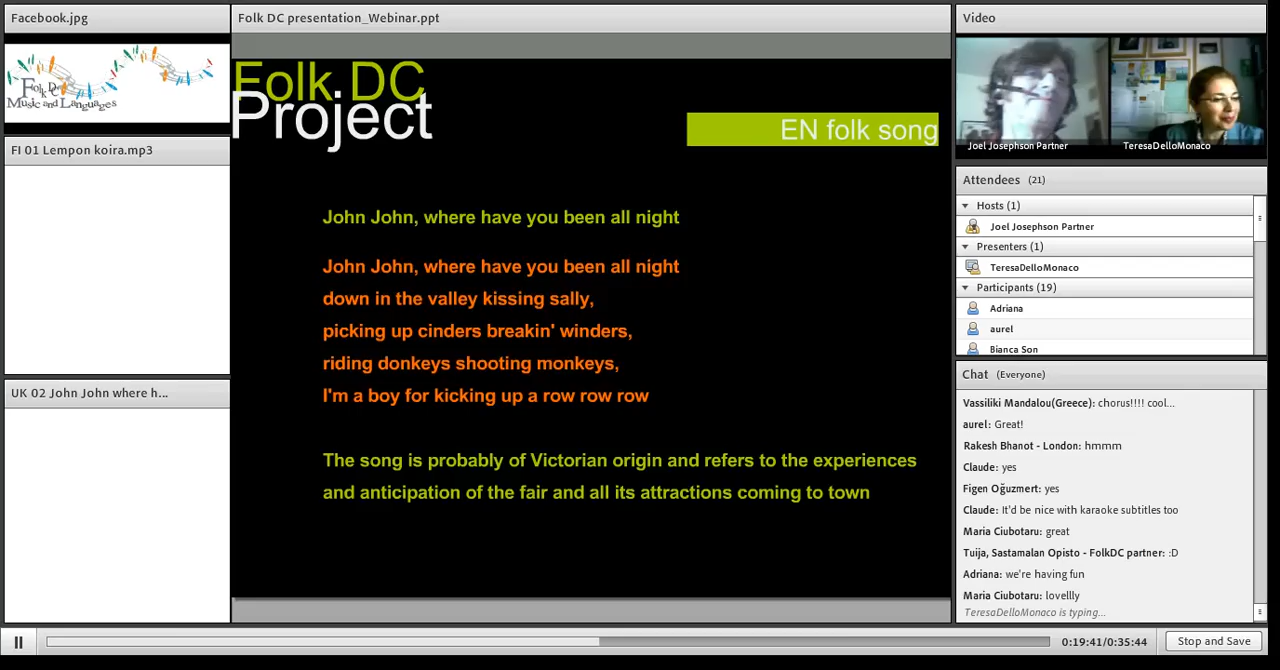 Facebook.jpg
Folk DC
Music and Languages
FI 01 Lempon koira.mp3
UK 02 John John where h...
Folk DC presentation_Webinar.ppt
Folk DC
Project
EN folk song
John John, where have you been all night
John John, where have you been all night
down in the valley kissing sally,
picking up cinders breakin' winders,
riding donkeys shooting monkeys,
I'm a boy for kicking up a row row row
The song is probably of Victorian origin and refers to the experiences
and anticipation of the fair and all its attractions coming to town
Video
Joel Josephson Partner
TeresaDelloMonaco
Attendees (21)
Hosts (1)
Joel Josephson Partner
Presenters (1)
TeresaDelloMonaco
Participants (19)
Adriana
aurel
Bianca Son
Chat (Everyone)
Vassiliki Mandalou(Greece): chorus!!!! cool...
aurel: Great!
Rakesh Bhanot - London: hmmm
Claude: yes
Figen Oğuzmert: yes
Claude: It'd be nice with karaoke subtitles too
Maria Ciubotaru: great
Tuija, Sastamalan Opisto - FolkDC partner: :D
Adriana: we're having fun
Maria Ciubotaru: lovellly
TeresaDelloMonaco is typing...
0:19:41/0:35:44
Stop and Save